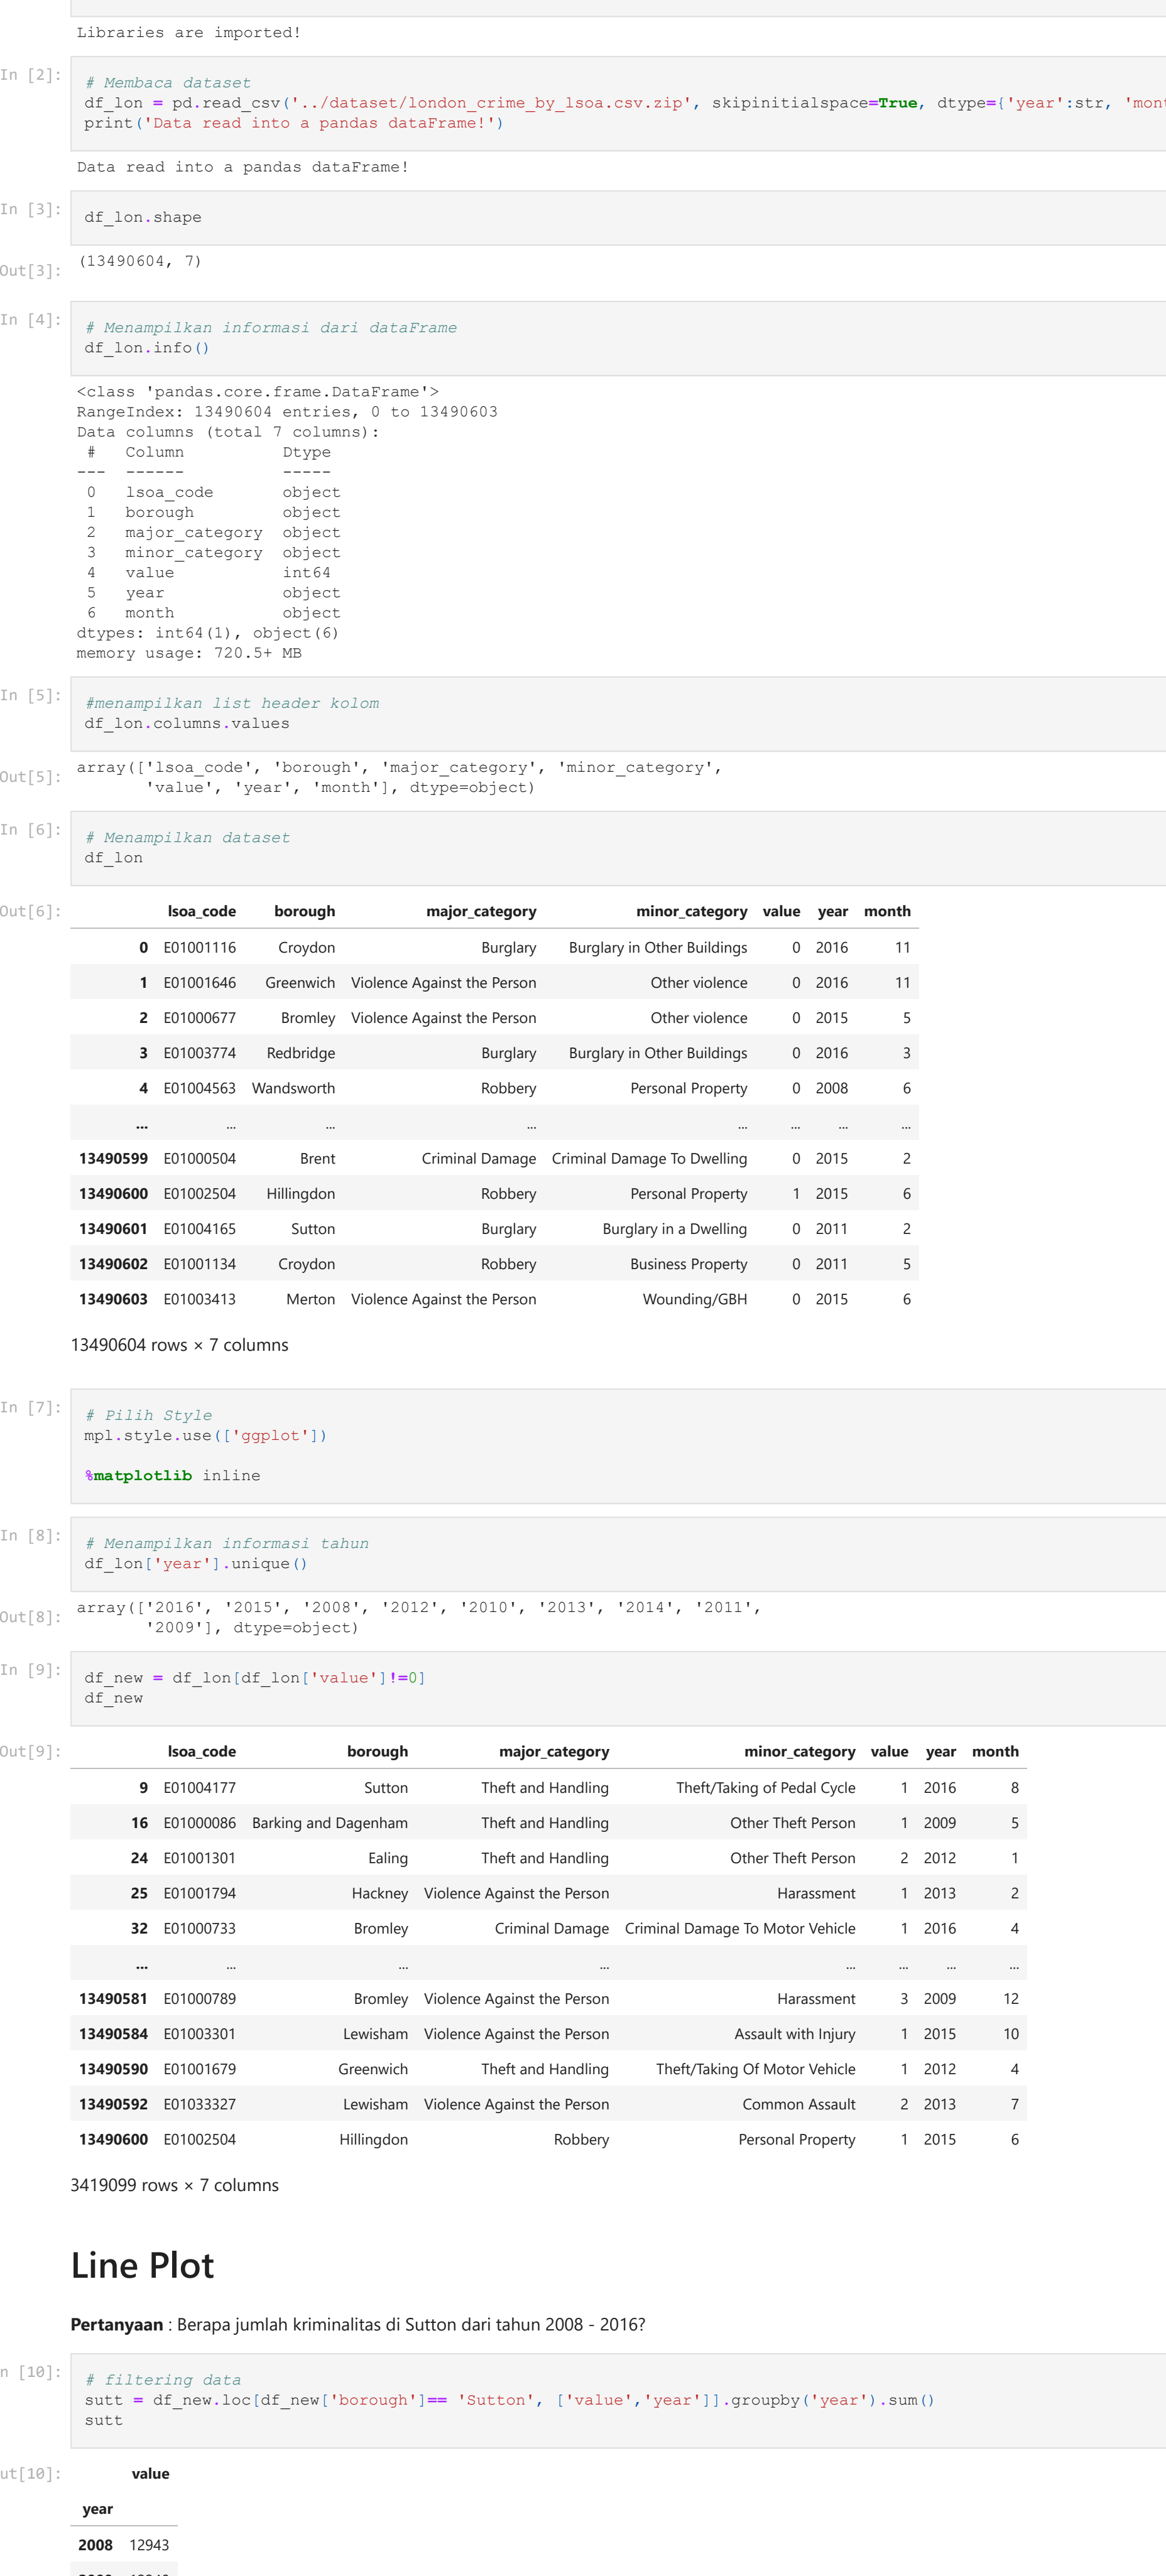 Libraries are imported!
In [2]:
# Membaca dataset
df_lon = pd.read_csv('../dataset/london_crime_by_lsoa.csv.zip', skipinitialspace=True, dtype={'year':str, 'mont
print('Data read into a pandas dataFrame!')
Data read into a pandas dataFrame!
In [3]:
df_lon.shape
Out[3]:
(13490604, 7)
In [4]:
# Menampilkan informasi dari dataFrame
df_lon.info()
<class 'pandas.core.frame.DataFrame'>
RangeIndex: 13490604 entries, 0 to 13490603
Data columns (total 7 columns):
# Column Dtype
--- ------ -----
0 lsoa_code object
1 borough object
2 major_category object
3 minor_category object
4 value int64
5 year object
6 month object
dtypes: int64(1), object(6)
memory usage: 720.5+ MB
In [5]:
#menampilkan list header kolom
df_lon.columns.values
Out[5]:
array(['lsoa_code', 'borough', 'major_category', 'minor_category',
'value', 'year', 'month'], dtype=object)
In [6]:
# Menampilkan dataset
df_lon
Out[6]:
lsoa_code borough major_category minor_category value year month
0 E01001116 Croydon Burglary Burglary in Other Buildings 0 2016 11
1 E01001646 Greenwich Violence Against the Person Other violence 0 2016 11
2 E01000677 Bromley Violence Against the Person Other violence 0 2015 5
3 E01003774 Redbridge Burglary Burglary in Other Buildings 0 2016 3
4 E01004563 Wandsworth Robbery Personal Property 0 2008 6
... ... ... ... ... ... ... ...
13490599 E01000504 Brent Criminal Damage Criminal Damage To Dwelling 0 2015 2
13490600 E01002504 Hillingdon Robbery Personal Property 1 2015 6
13490601 E01004165 Sutton Burglary Burglary in a Dwelling 0 2011 2
13490602 E01001134 Croydon Robbery Business Property 0 2011 5
13490603 E01003413 Merton Violence Against the Person Wounding/GBH 0 2015 6
13490604 rows × 7 columns
In [7]:
# Pilih Style
mpl.style.use(['ggplot'])
%matplotlib inline
In [8]:
# Menampilkan informasi tahun
df_lon['year'].unique()
Out[8]:
array(['2016', '2015', '2008', '2012', '2010', '2013', '2014', '2011',
'2009'], dtype=object)
In [9]:
df_new = df_lon[df_lon['value']!=0]
df_new
Out[9]:
lsoa_code borough major_category minor_category value year month
9 E01004177 Sutton Theft and Handling Theft/Taking of Pedal Cycle 1 2016 8
16 E01000086 Barking and Dagenham Theft and Handling Other Theft Person 1 2009 5
24 E01001301 Ealing Theft and Handling Other Theft Person 2 2012 1
25 E01001794 Hackney Violence Against the Person Harassment 1 2013 2
32 E01000733 Bromley Criminal Damage Criminal Damage To Motor Vehicle 1 2016 4
... ... ... ... ... ... ... ...
13490581 E01000789 Bromley Violence Against the Person Harassment 3 2009 12
13490584 E01003301 Lewisham Violence Against the Person Assault with Injury 1 2015 10
13490590 E01001679 Greenwich Theft and Handling Theft/Taking Of Motor Vehicle 1 2012 4
13490592 E01033327 Lewisham Violence Against the Person Common Assault 2 2013 7
13490600 E01002504 Hillingdon Robbery Personal Property 1 2015 6
3419099 rows × 7 columns
Line Plot
Pertanyaan : Berapa jumlah kriminalitas di Sutton dari tahun 2008 - 2016?
n [10]:
# filtering data
sutt = df_new.loc[df_new['borough']== 'Sutton', ['value','year']].groupby('year').sum()
sutt
ut[10]:
value
year
2008 12943